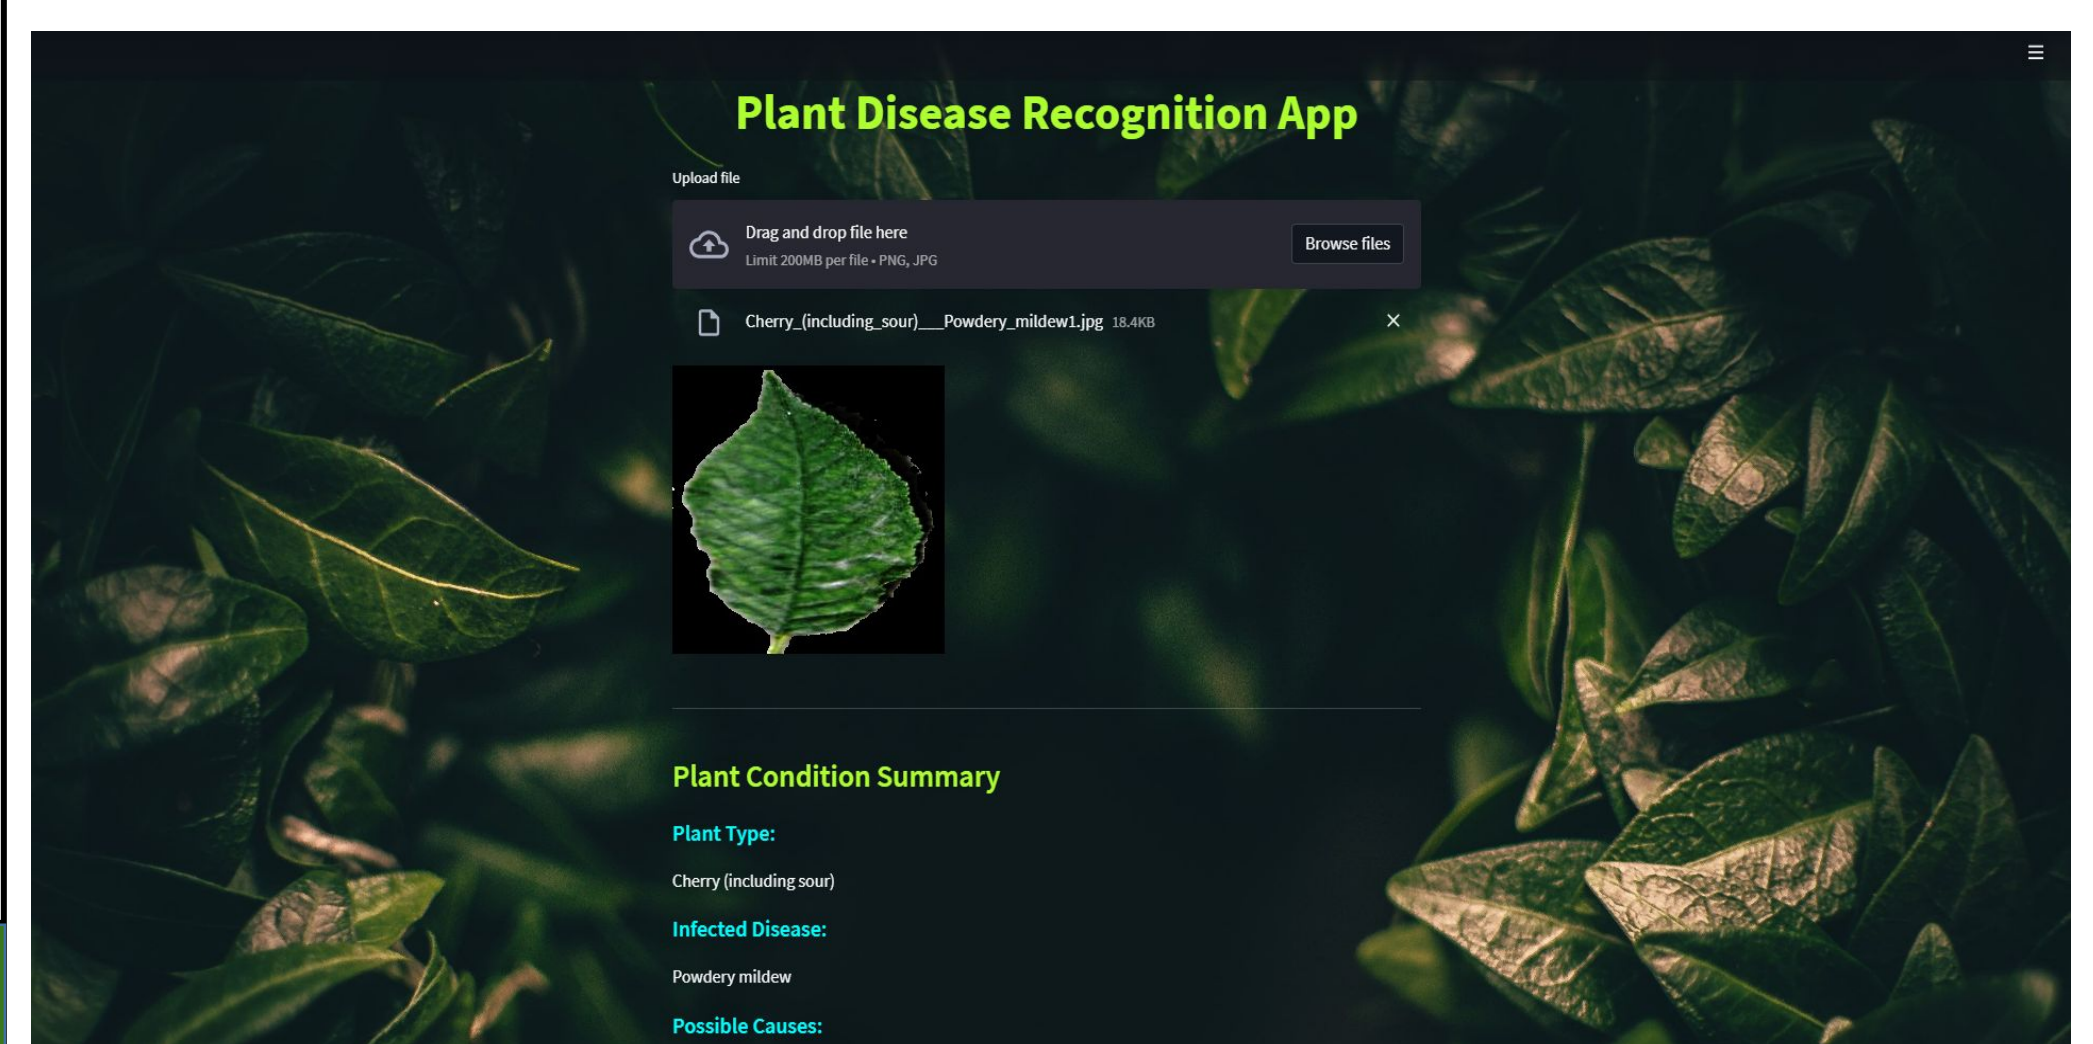 Plant Disease Recognition App
Upload file
Drag and drop file here
Limit 200MB per file • PNG, JPG
Browse files
Cherry_(including_sour)___Powdery_mildew1.jpg 18.4KB
Plant Condition Summary
Plant Type:
Cherry (including sour)
Infected Disease:
Powdery mildew
Possible Causes: